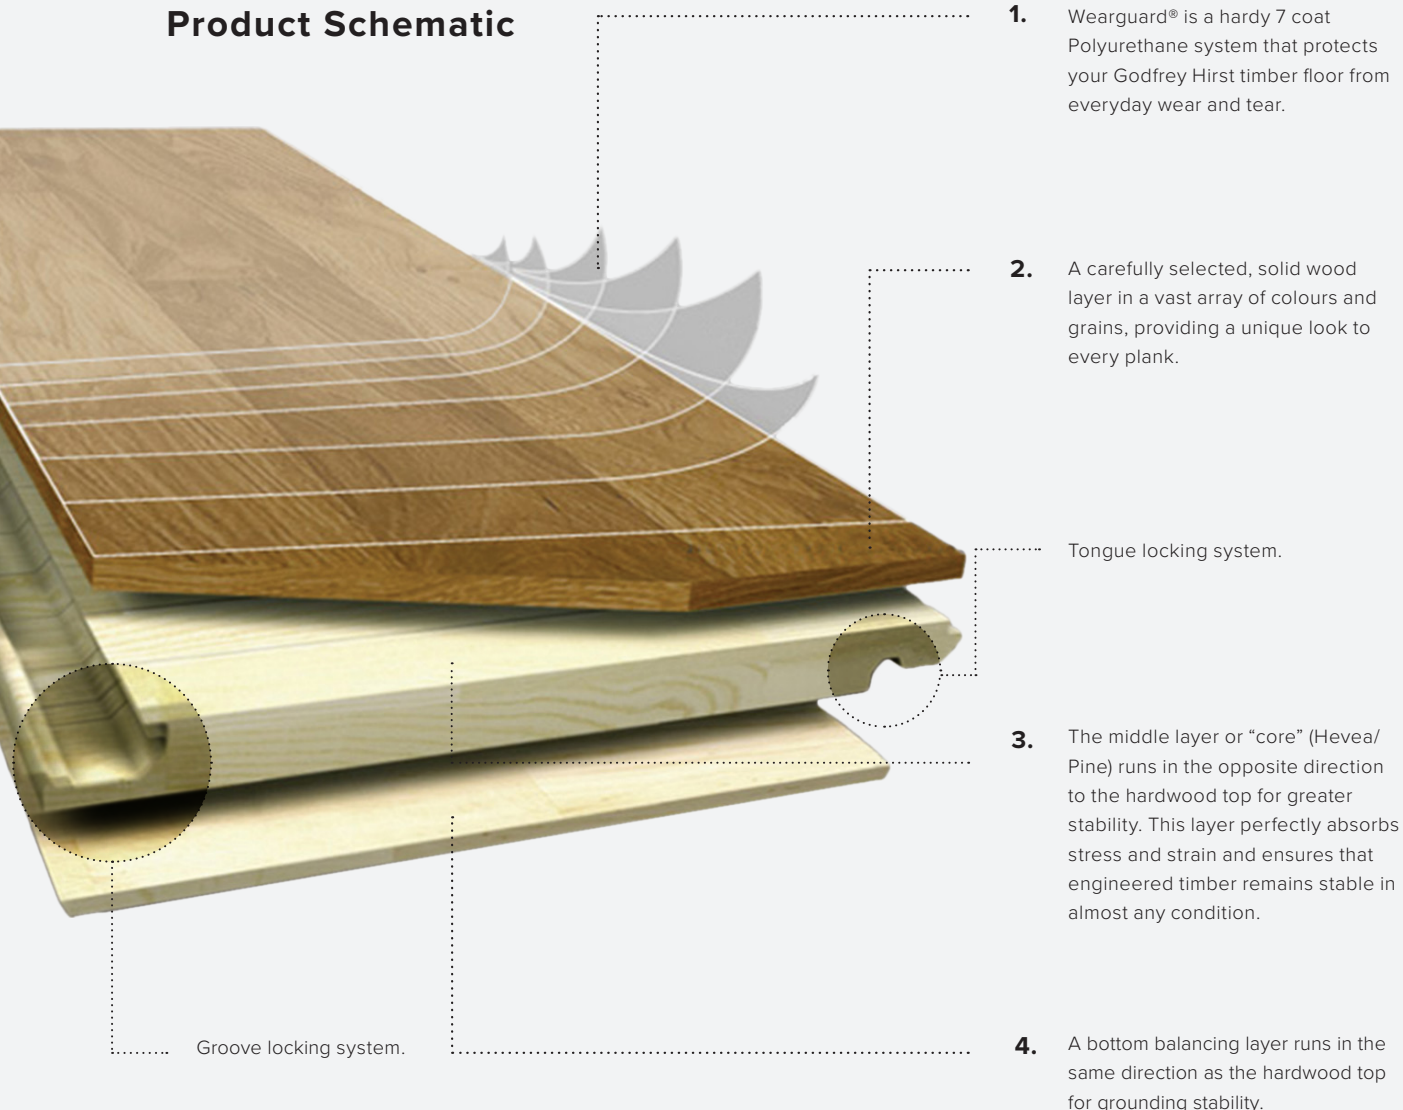 Product Schematic
1.
Wearguard® is a hardy 7 coat
Polyurethane system that protects
your Godfrey Hirst timber floor from
everyday wear and tear.
2.
A carefully selected, solid wood
layer in a vast array of colours and
grains, providing a unique look to
every plank.
Tongue locking system.
3.
The middle layer or “core” (Hevea/
Pine) runs in the opposite direction
to the hardwood top for greater
stability. This layer perfectly absorbs
stress and strain and ensures that
engineered timber remains stable in
almost any condition.
Groove locking system.
4.
A bottom balancing layer runs in the
same direction as the hardwood top
for grounding stability.